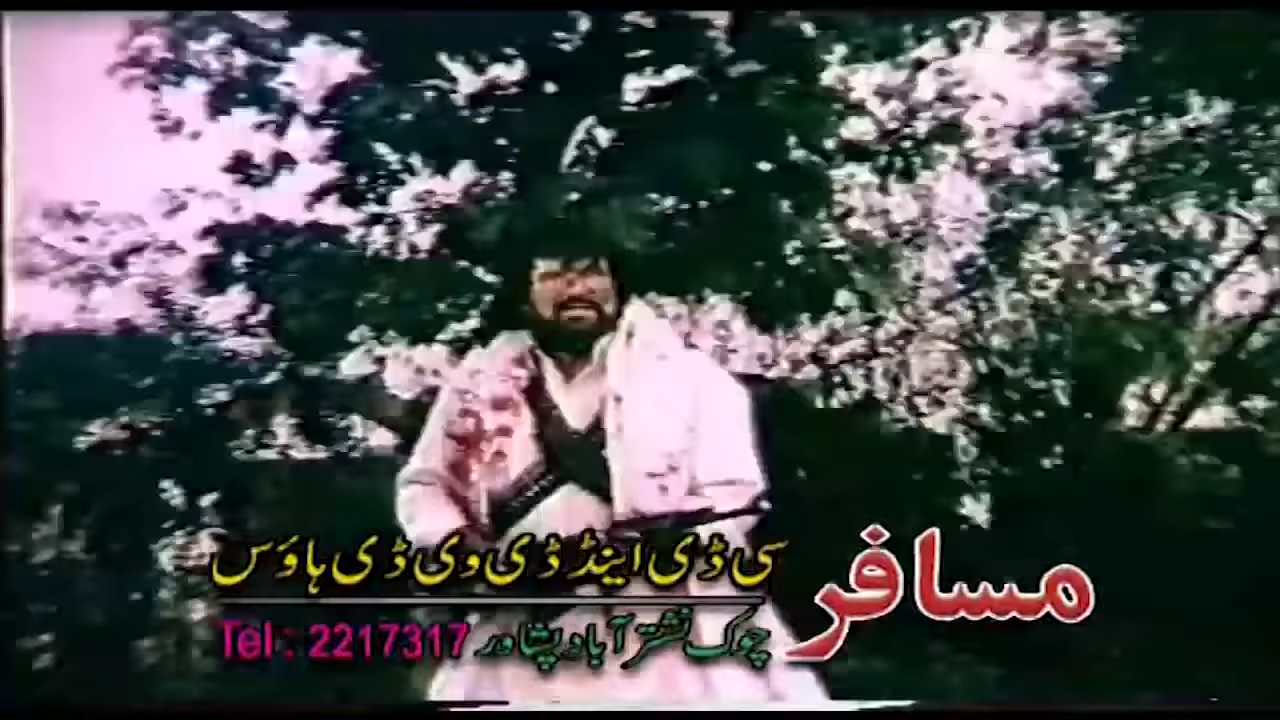 مسافر
سی ڈی اینڈ ڈی وی ڈی ہاؤس
چوک نشتر آباد پشاور Tel : 2217317